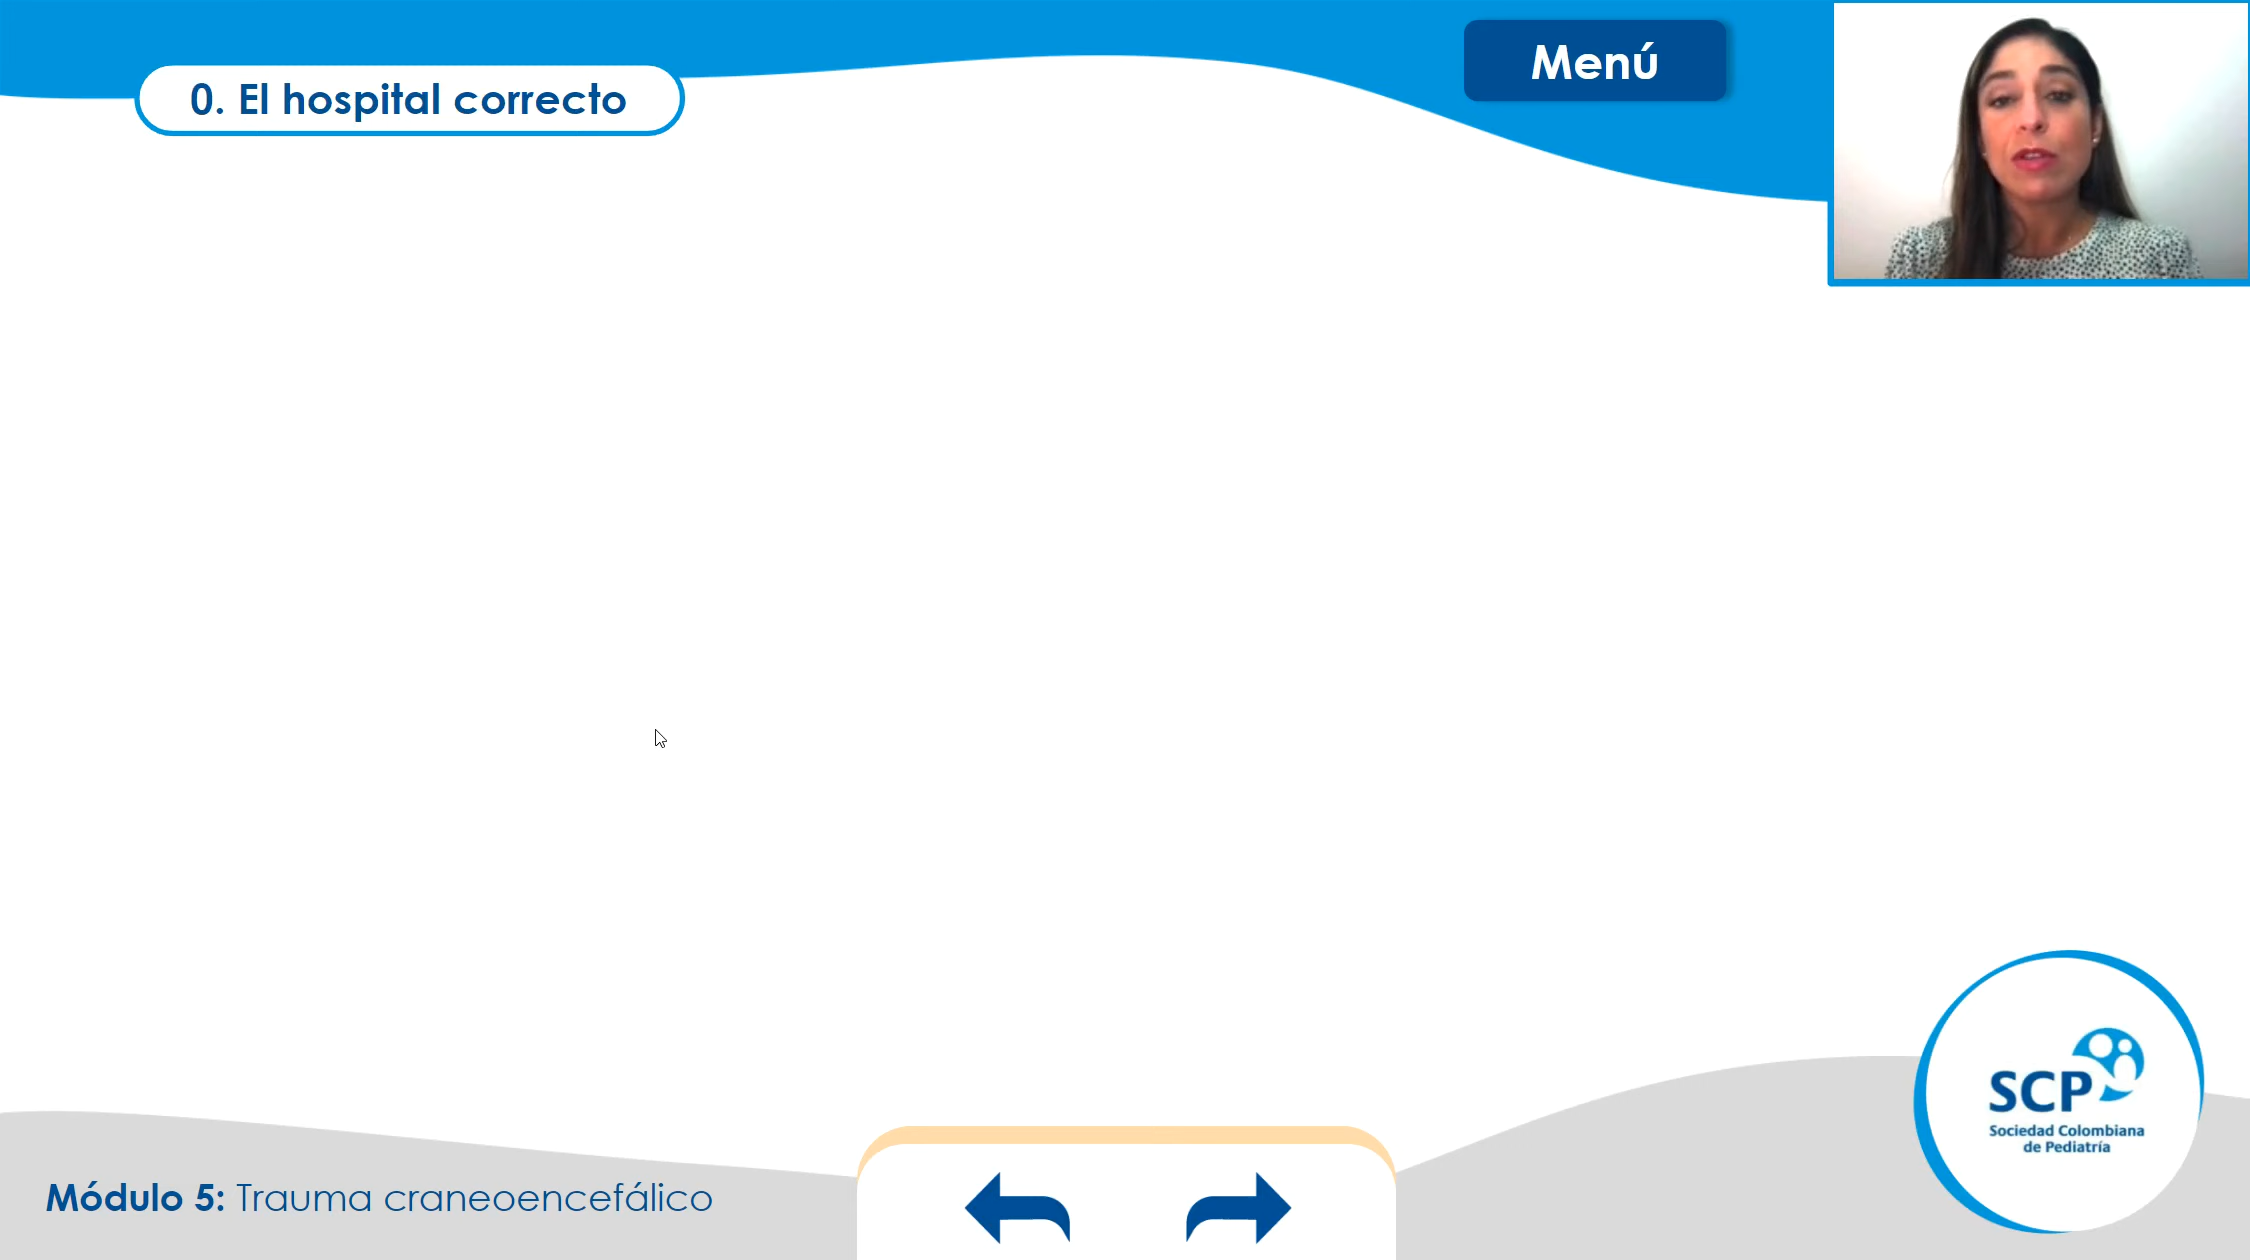 Menú
0. El hospital correcto
SCP
Sociedad Colombiana
de Pediatría
Módulo 5: Trauma craneoencefálico